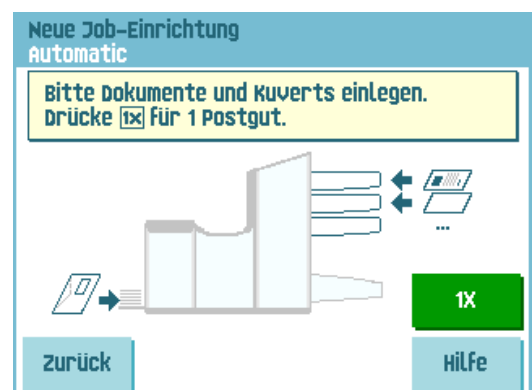 Neue Job-Einrichtung
Automatic
Bitte Dokumente und Kuverts einlegen.
Drücke 1X für 1 Postgut.
...
1X
Zurück
Hilfe